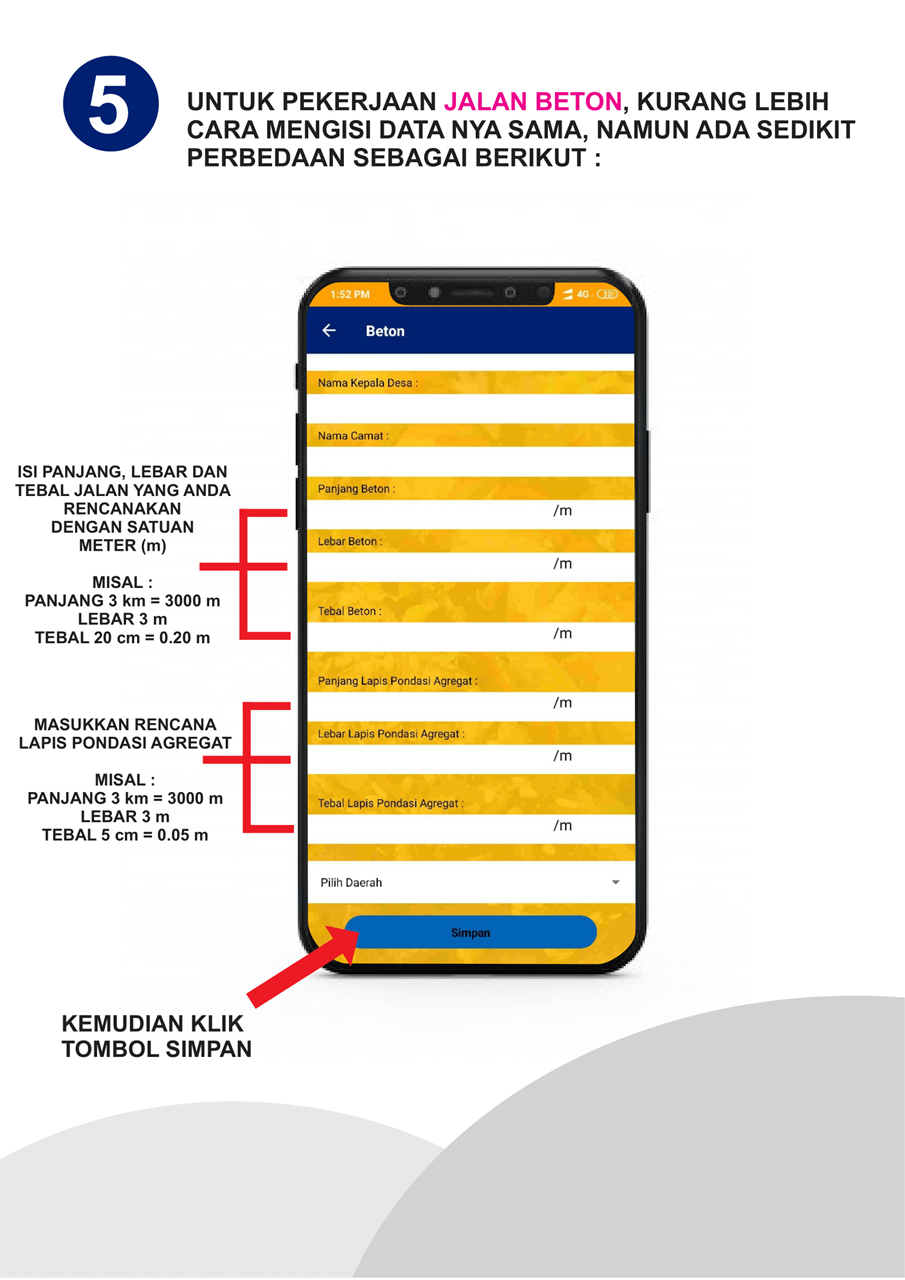 5
UNTUK PEKERJAAN JALAN BETON, KURANG LEBIH
CARA MENGISI DATA NYA SAMA, NAMUN ADA SEDIKIT
PERBEDAAN SEBAGAI BERIKUT :
1:52 PM
4G
Beton
Nama Kepala Desa :
Nama Camat :
Panjang Beton :
/m
Lebar Beton :
/m
Tebal Beton :
/m
Panjang Lapis Pondasi Agregat :
/m
Lebar Lapis Pondasi Agregat :
/m
Tebal Lapis Pondasi Agregat :
/m
Pilih Daerah
Simpan
ISI PANJANG, LEBAR DAN
TEBAL JALAN YANG ANDA
RENCANAKAN
DENGAN SATUAN
METER (m)
MISAL :
PANJANG 3 km = 3000 m
LEBAR 3 m
TEBAL 20 cm = 0.20 m
MASUKKAN RENCANA
LAPIS PONDASI AGREGAT
MISAL :
PANJANG 3 km = 3000 m
LEBAR 3 m
TEBAL 5 cm = 0.05 m
KEMUDIAN KLIK
TOMBOL SIMPAN